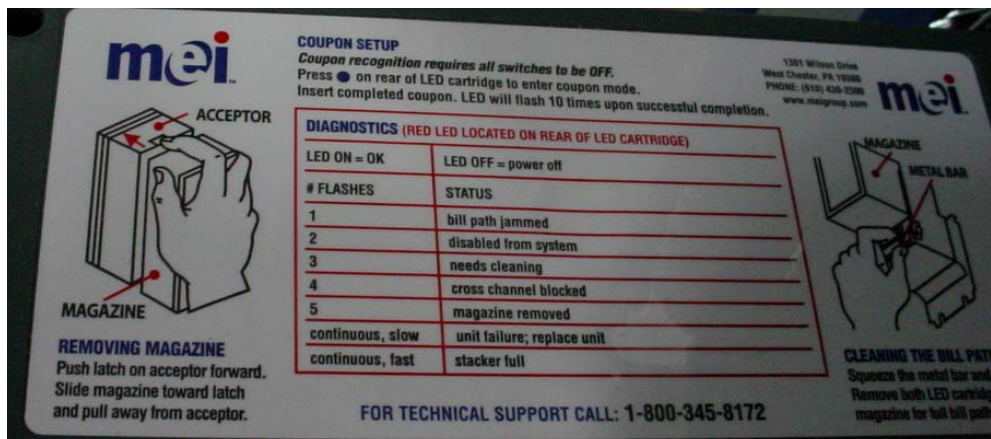 mei™
COUPON SETUP
Coupon recognition requires all switches to be OFF.
Press ● on rear of LED cartridge to enter coupon mode.
Insert completed coupon. LED will flash 10 times upon successful completion.
1301 Wilson Drive
West Chester, PA 19380
PHONE: (610) 430-2500
www.meigroup.com
mei™
ACCEPTOR
MAGAZINE
REMOVING MAGAZINE
Push latch on acceptor forward.
Slide magazine toward latch
and pull away from acceptor.
DIAGNOSTICS (RED LED LOCATED ON REAR OF LED CARTRIDGE)
LED ON = OK LED OFF = power off
# FLASHES STATUS
1 bill path jammed
2 disabled from system
3 needs cleaning
4 cross channel blocked
5 magazine removed
continuous, slow unit failure; replace unit
continuous, fast stacker full
FOR TECHNICAL SUPPORT CALL: 1-800-345-8172
MAGAZINE
METAL BAR
CLEANING THE BILL PAT
Squeeze the metal bar and
Remove both LED cartridg
magazine for full bill path